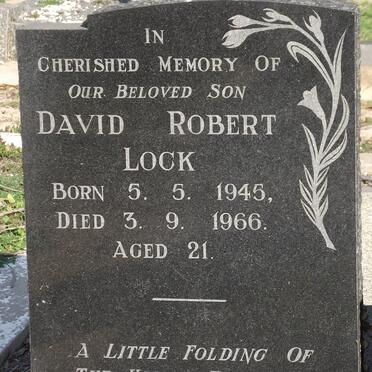 In
Cherished Memory Of
Our Beloved Son
David Robert
Lock
Born 5. 5. 1945,
Died 3. 9. 1966.
Aged 21.
A Little Folding Of
The